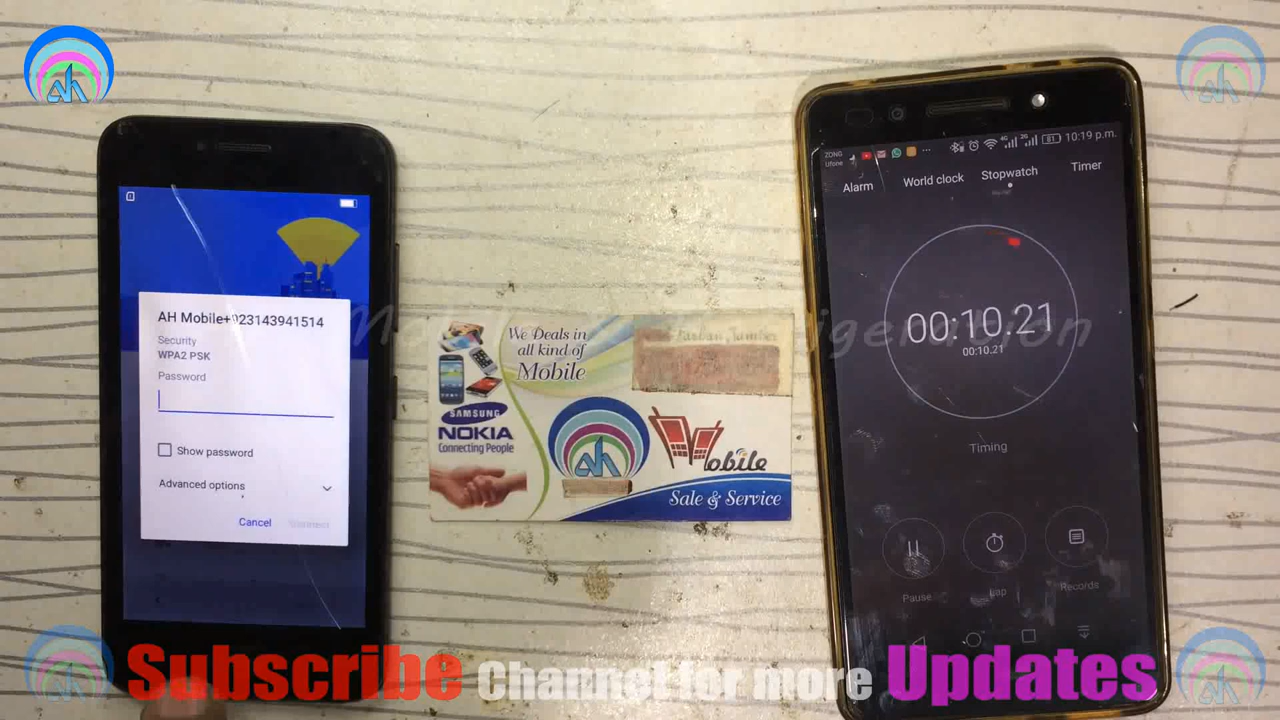 AH Mobile+923143941514
Security
WPA2 PSK
Password
Show password
Advanced options
Cancel
We Deals in
all kind of
Mobile
SAMSUNG
NOKIA
Connecting People
AH
Mobile
Sale & Service
ZONG
Ufone
10:19 p.m.
Alarm
World clock
Stopwatch
Timer
00:10.21
00:10.21
Timing
Pause
Lap
Records
Subscribe Channel for more Updates